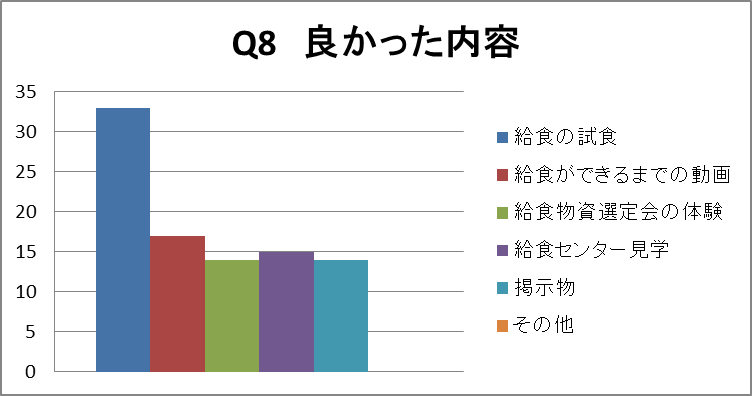 Q8　良かった内容
35
30
25
20
15
10
5
0
給食の試食
給食ができるまでの動画
給食物資選定会の体験
給食センター見学
掲示物
その他